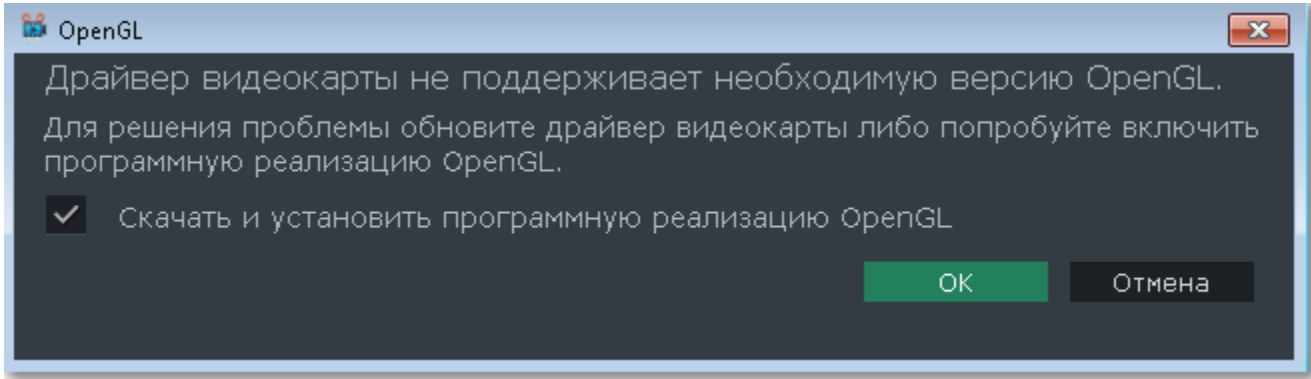 OpenGL
Драйвер видеокарты не поддерживает необходимую версию OpenGL.
Для решения проблемы обновите драйвер видеокарты либо попробуйте включить
программную реализацию OpenGL.
Скачать и установить программную реализацию OpenGL
OK
Отмена